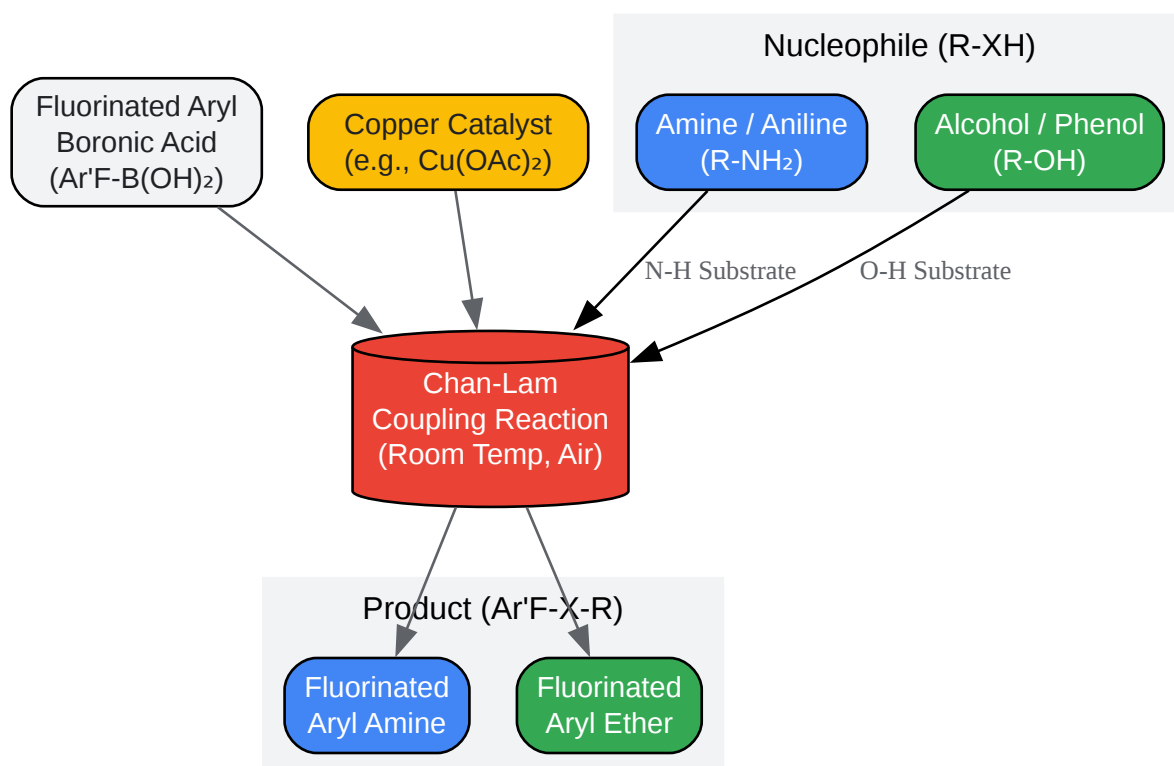 Nucleophile (R-XH)
Fluorinated Aryl
Boronic Acid
(Ar'F-B(OH)₂)
Copper Catalyst
(e.g., Cu(OAc)₂)
Amine / Aniline
(R-NH₂)
Alcohol / Phenol
(R-OH)
N-H Substrate
O-H Substrate
Chan-Lam
Coupling Reaction
(Room Temp, Air)
Product (Ar'F-X-R)
Fluorinated
Aryl Amine
Fluorinated
Aryl Ether